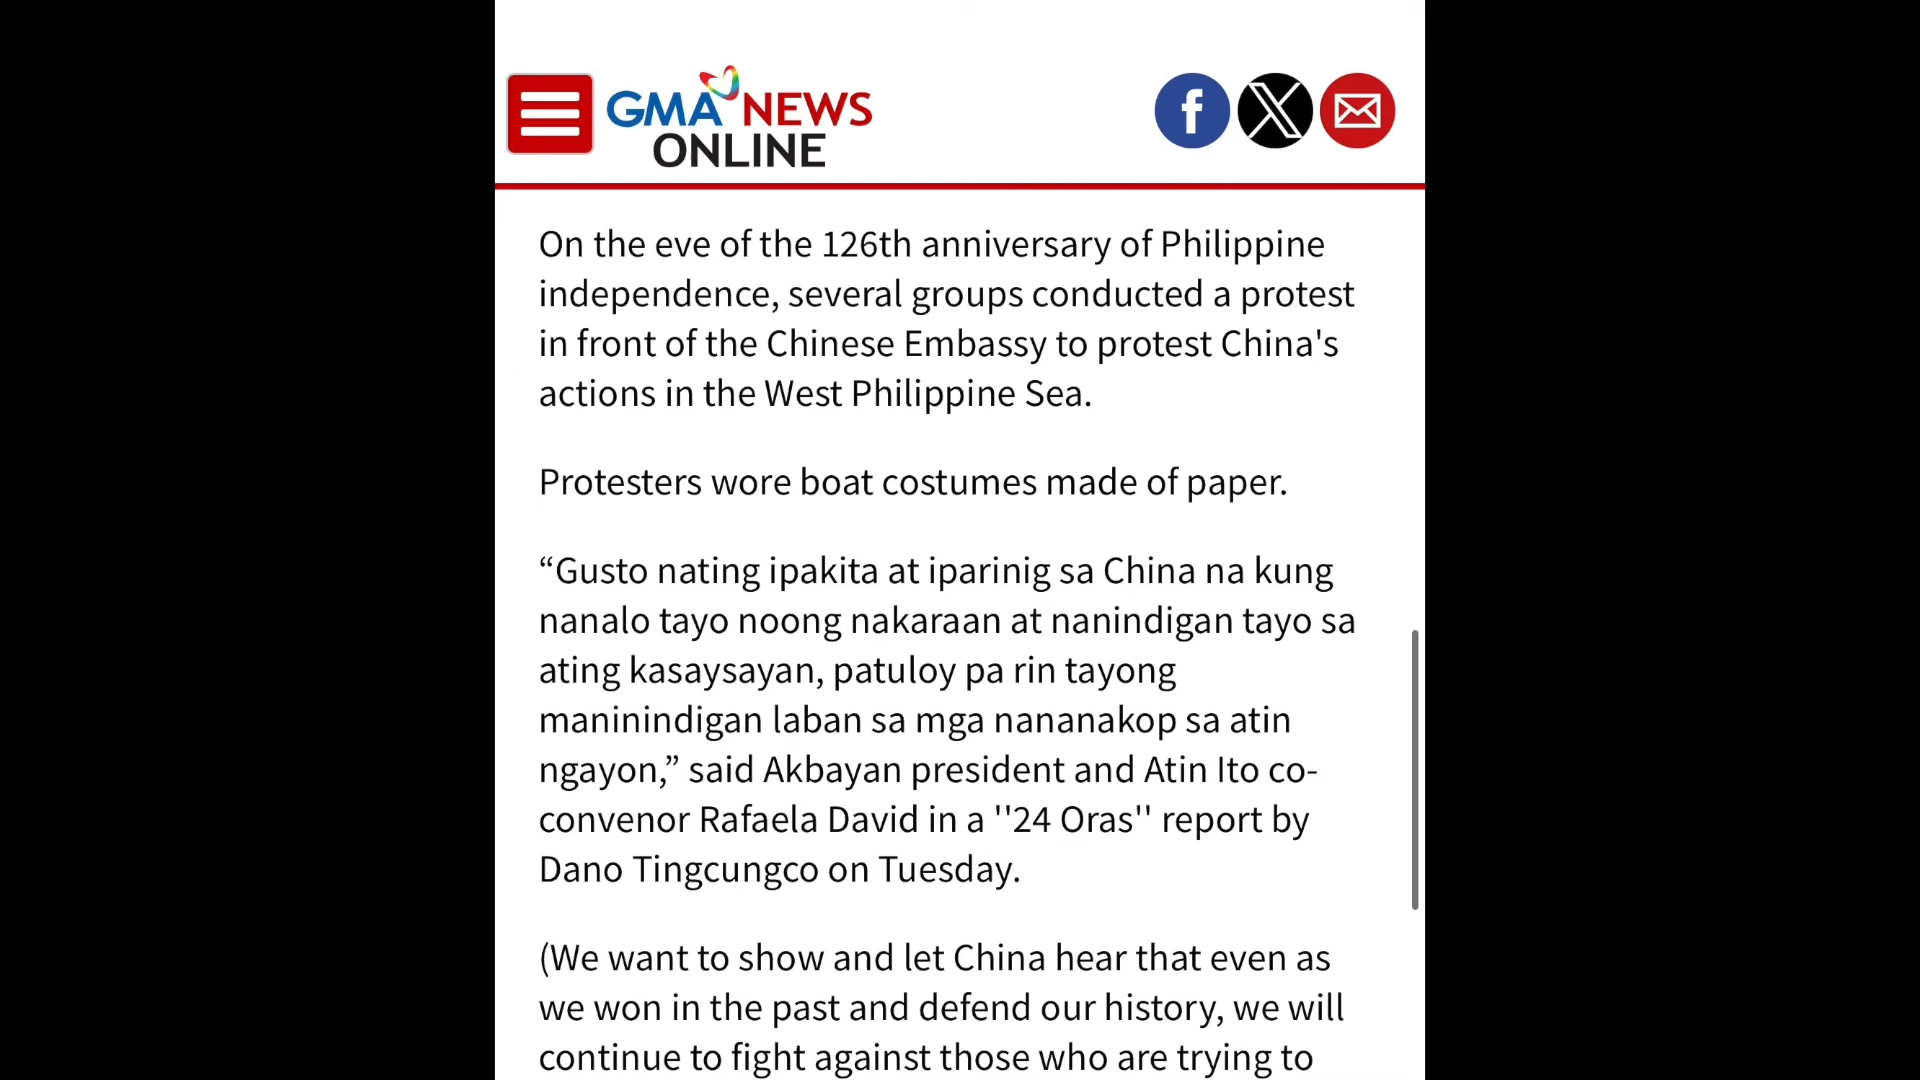 GMA NEWS
ONLINE
On the eve of the 126th anniversary of Philippine
independence, several groups conducted a protest
in front of the Chinese Embassy to protest China's
actions in the West Philippine Sea.
Protesters wore boat costumes made of paper.
“Gusto nating ipakita at iparinig sa China na kung
nanalo tayo noong nakaraan at nanindigan tayo sa
ating kasaysayan, patuloy pa rin tayong
maninindigan laban sa mga nananakop sa atin
ngayon,” said Akbayan president and Atin Ito co-
convenor Rafaela David in a ''24 Oras'' report by
Dano Tingcungco on Tuesday.
(We want to show and let China hear that even as
we won in the past and defend our history, we will
continue to fight against those who are trying to